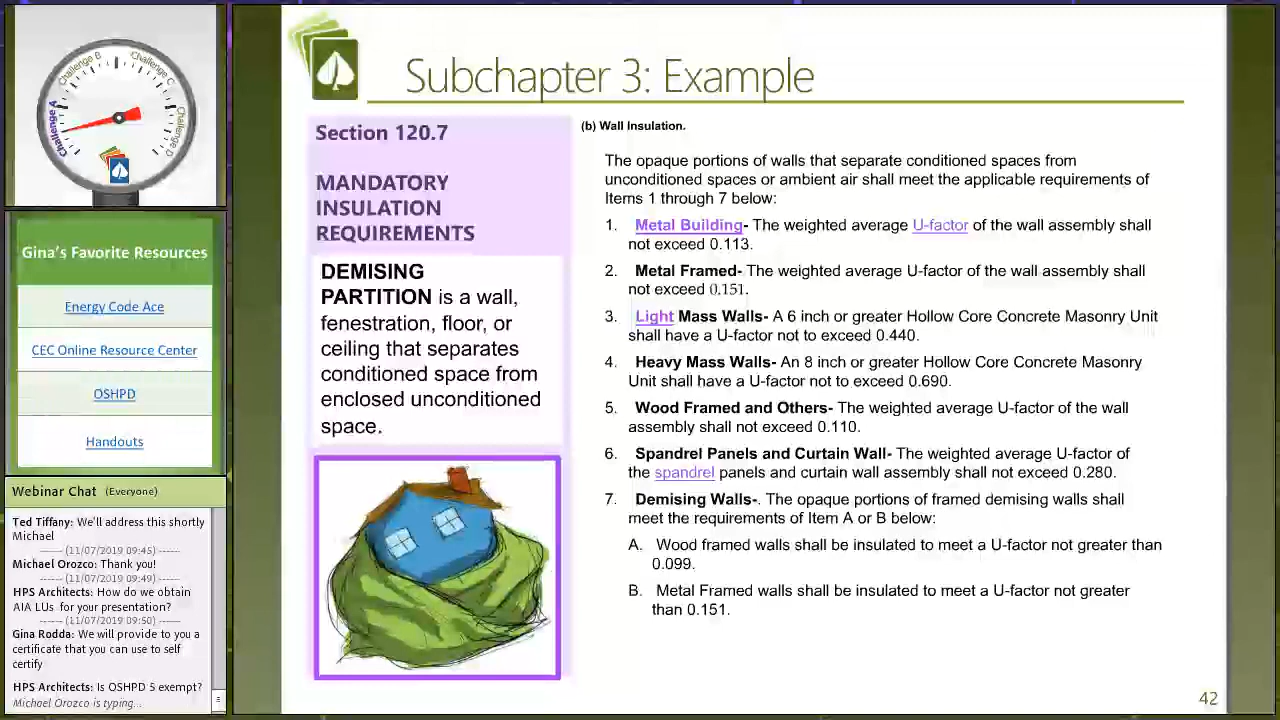 Challenge A
Challenge B
Challenge C
Challenge D
Gina's Favorite Resources
Energy Code Ace
CEC Online Resource Center
OSHPD
Handouts
Webinar Chat (Everyone)
Ted Tiffany: We'll address this shortly
Michael
------ (11/07/2019 09:45) ------
Michael Orozco: Thank you!
------ (11/07/2019 09:49) ------
HPS Architects: How do we obtain
AIA LUs for your presentation?
------ (11/07/2019 09:50) ------
Gina Rodda: We will provide to you a
certificate that you can use to self
certify
HPS Architects: Is OSHPD 5 exempt?
Michael Orozco is typing...
Subchapter 3: Example
Section 120.7
MANDATORY
INSULATION
REQUIREMENTS
DEMISING
PARTITION is a wall,
fenestration, floor, or
ceiling that separates
conditioned space from
enclosed unconditioned
space.
(b) Wall Insulation.
The opaque portions of walls that separate conditioned spaces from
unconditioned spaces or ambient air shall meet the applicable requirements of
Items 1 through 7 below:
1. Metal Building- The weighted average U-factor of the wall assembly shall
not exceed 0.113.
2. Metal Framed- The weighted average U-factor of the wall assembly shall
not exceed 0.151.
3. Light Mass Walls- A 6 inch or greater Hollow Core Concrete Masonry Unit
shall have a U-factor not to exceed 0.440.
4. Heavy Mass Walls- An 8 inch or greater Hollow Core Concrete Masonry
Unit shall have a U-factor not to exceed 0.690.
5. Wood Framed and Others- The weighted average U-factor of the wall
assembly shall not exceed 0.110.
6. Spandrel Panels and Curtain Wall- The weighted average U-factor of
the spandrel panels and curtain wall assembly shall not exceed 0.280.
7. Demising Walls-. The opaque portions of framed demising walls shall
meet the requirements of Item A or B below:
A. Wood framed walls shall be insulated to meet a U-factor not greater than
0.099.
B. Metal Framed walls shall be insulated to meet a U-factor not greater
than 0.151.
42